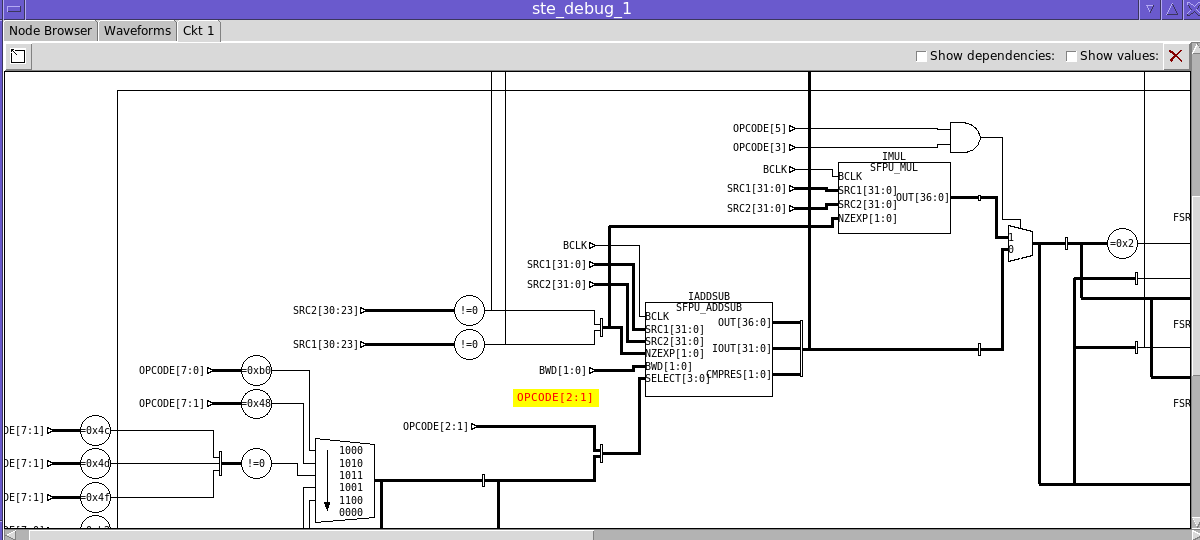 ste_debug_1
Node Browser
Waveforms
Ckt 1
Show dependencies:
Show values:
OPCODE[5]
OPCODE[3]
BCLK
SRC1[31:0]
SRC2[31:0]
IMUL
SFPU_MUL
BCLK
SRC1[31:0]
SRC2[31:0]
NZEXP[1:0]
OUT[36:0]
1
0
=0x2
FSR
FSR
FSR
BCLK
SRC1[31:0]
SRC2[31:0]
SRC2[30:23]
!=0
SRC1[30:23]
!=0
IADDSUB
SFPU_ADDSUB
BCLK
SRC1[31:0]
SRC2[31:0]
NZEXP[1:0]
BWD[1:0]
SELECT[3:0]
OUT[36:0]
IOUT[31:0]
CMPRES[1:0]
BWD[1:0]
OPCODE[2:1]
OPCODE[2:1]
OPCODE[7:0]
=0xb0
OPCODE[7:1]
=0x48
DE[7:1]
=0x4c
DE[7:1]
=0x4d
DE[7:1]
=0x4f
!=0
1000
1010
1011
1001
1100
0000